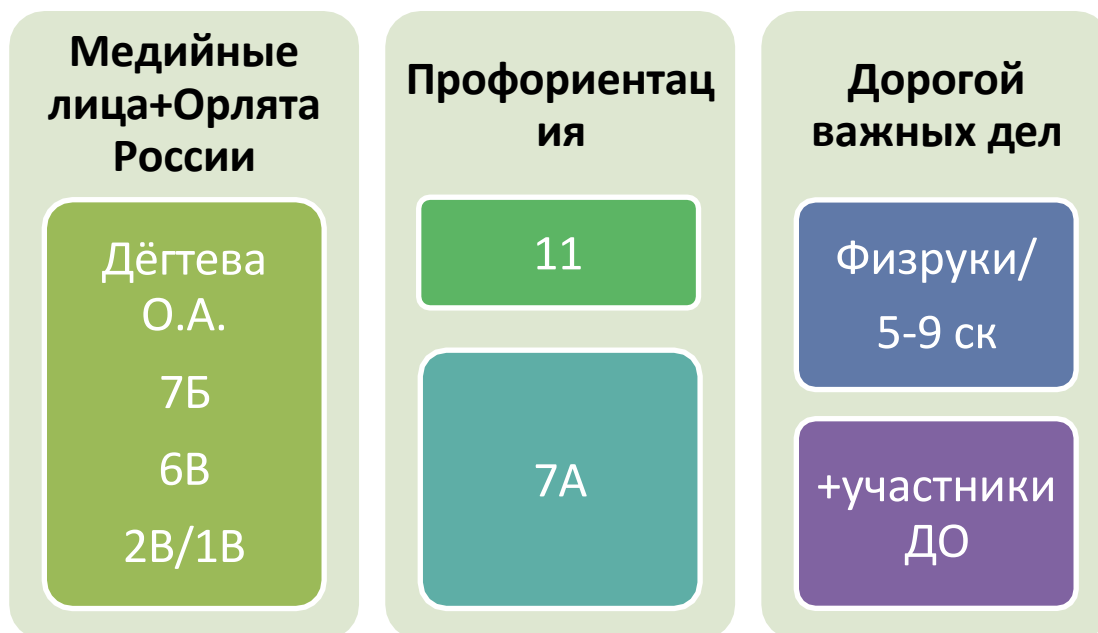 Медийные
лица+Орлята
России
Дёгтева
О.А.
7Б
6В
2В/1В
Профориентац
ия
11
7А
Дорогой
важных дел
Физруки/
5-9 ск
+участники
ДО